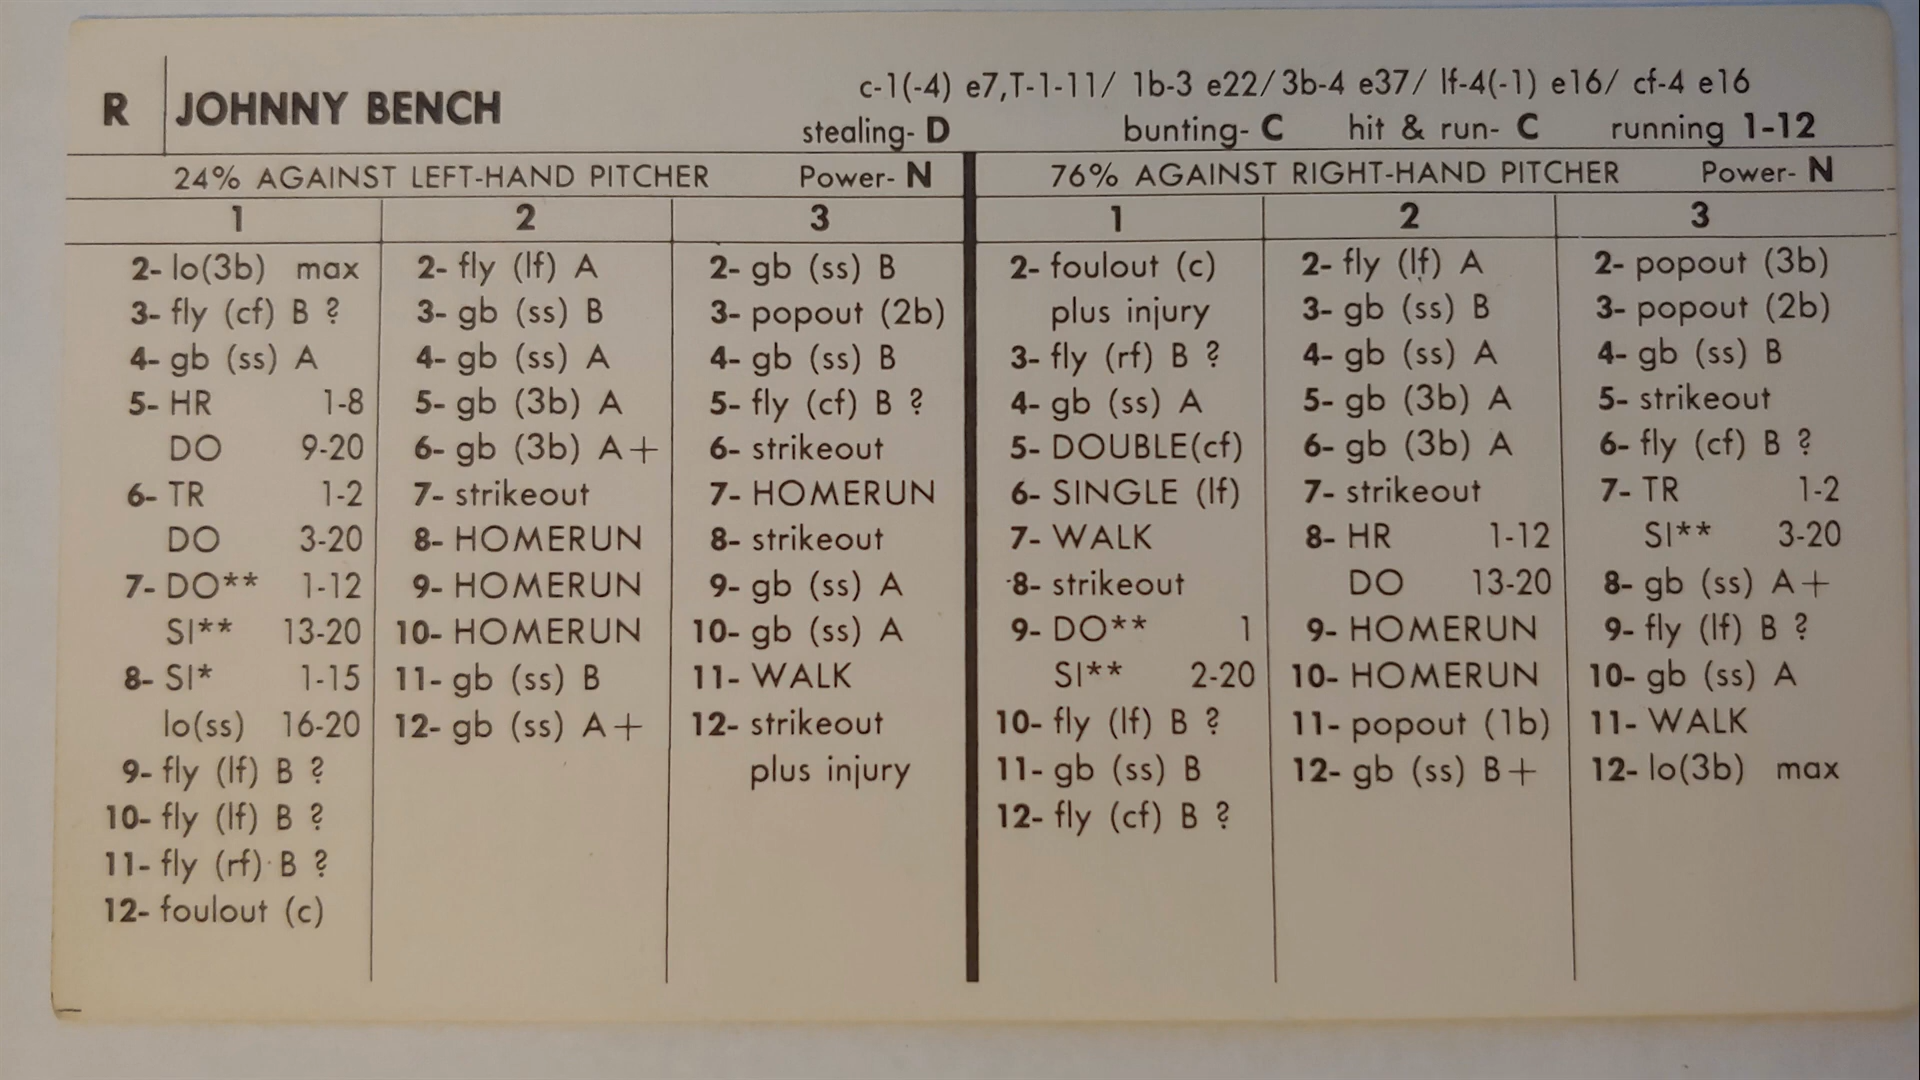 R JOHNNY BENCH
c-1(-4) e7,T-1-11/ 1b-3 e22/3b-4 e37/ lf-4(-1) e16/ cf-4 e16
stealing- D bunting- C hit & run- C running 1-12
24% AGAINST LEFT-HAND PITCHER Power- N
1 2 3
2- lo(3b) max
3- fly (cf) B ?
4- gb (ss) A
5- HR 1-8
DO 9-20
6- TR 1-2
DO 3-20
7- DO** 1-12
SI** 13-20
8- SI* 1-15
lo(ss) 16-20
9- fly (lf) B ?
10- fly (lf) B ?
11- fly (rf) B ?
12- foulout (c)
2- fly (lf) A
3- gb (ss) B
4- gb (ss) A
5- gb (3b) A
6- gb (3b) A+
7- strikeout
8- HOMERUN
9- HOMERUN
10- HOMERUN
11- gb (ss) B
12- gb (ss) A+
2- gb (ss) B
3- popout (2b)
4- gb (ss) B
5- fly (cf) B ?
6- strikeout
7- HOMERUN
8- strikeout
9- gb (ss) A
10- gb (ss) A
11- WALK
12- strikeout
plus injury
76% AGAINST RIGHT-HAND PITCHER Power- N
1 2 3
2- foulout (c)
plus injury
3- fly (rf) B ?
4- gb (ss) A
5- DOUBLE(cf)
6- SINGLE (lf)
7- WALK
8- strikeout
9- DO** 1
SI** 2-20
10- fly (lf) B ?
11- gb (ss) B
12- fly (cf) B ?
2- fly (lf) A
3- gb (ss) B
4- gb (ss) A
5- gb (3b) A
6- gb (3b) A
7- strikeout
8- HR 1-12
DO 13-20
9- HOMERUN
10- HOMERUN
11- popout (1b)
12- gb (ss) B+
2- popout (3b)
3- popout (2b)
4- gb (ss) B
5- strikeout
6- fly (cf) B ?
7- TR 1-2
SI** 3-20
8- gb (ss) A+
9- fly (lf) B ?
10- gb (ss) A
11- WALK
12- lo(3b) max